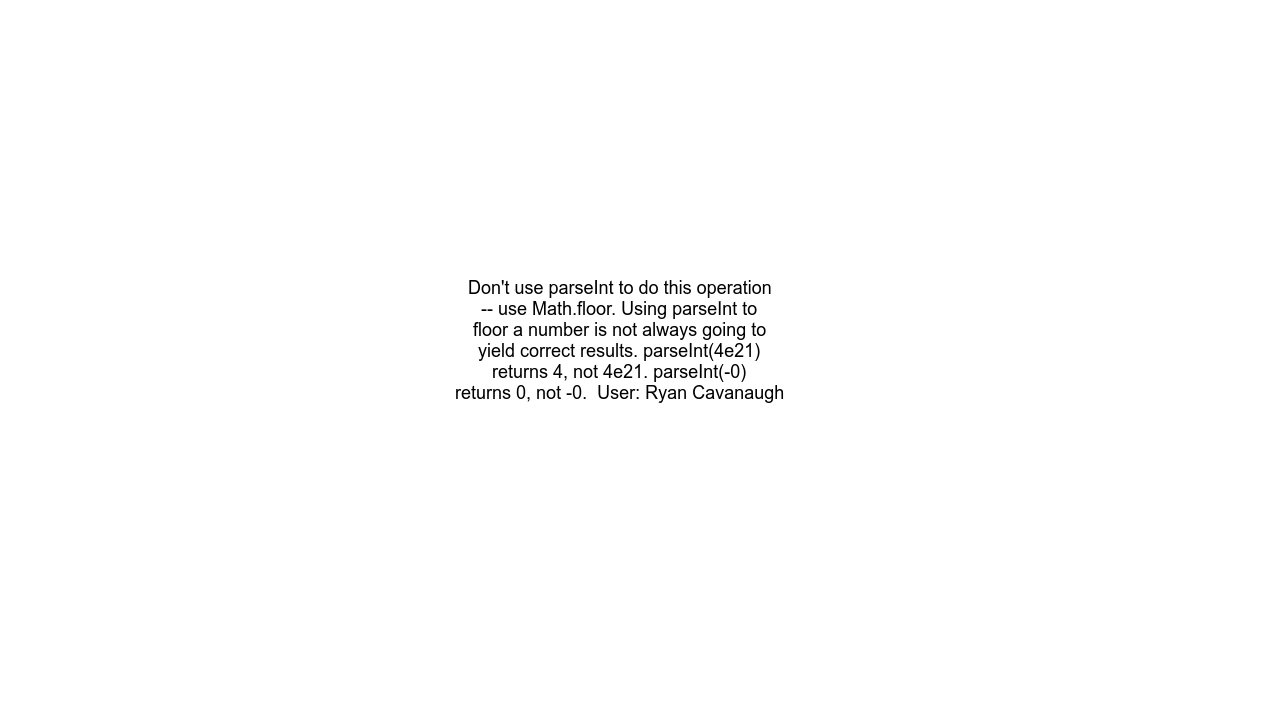 Don't use parseInt to do this operation
-- use Math.floor. Using parseInt to
floor a number is not always going to
yield correct results. parseInt(4e21)
returns 4, not 4e21. parseInt(-0)
returns 0, not -0.  User: Ryan Cavanaugh